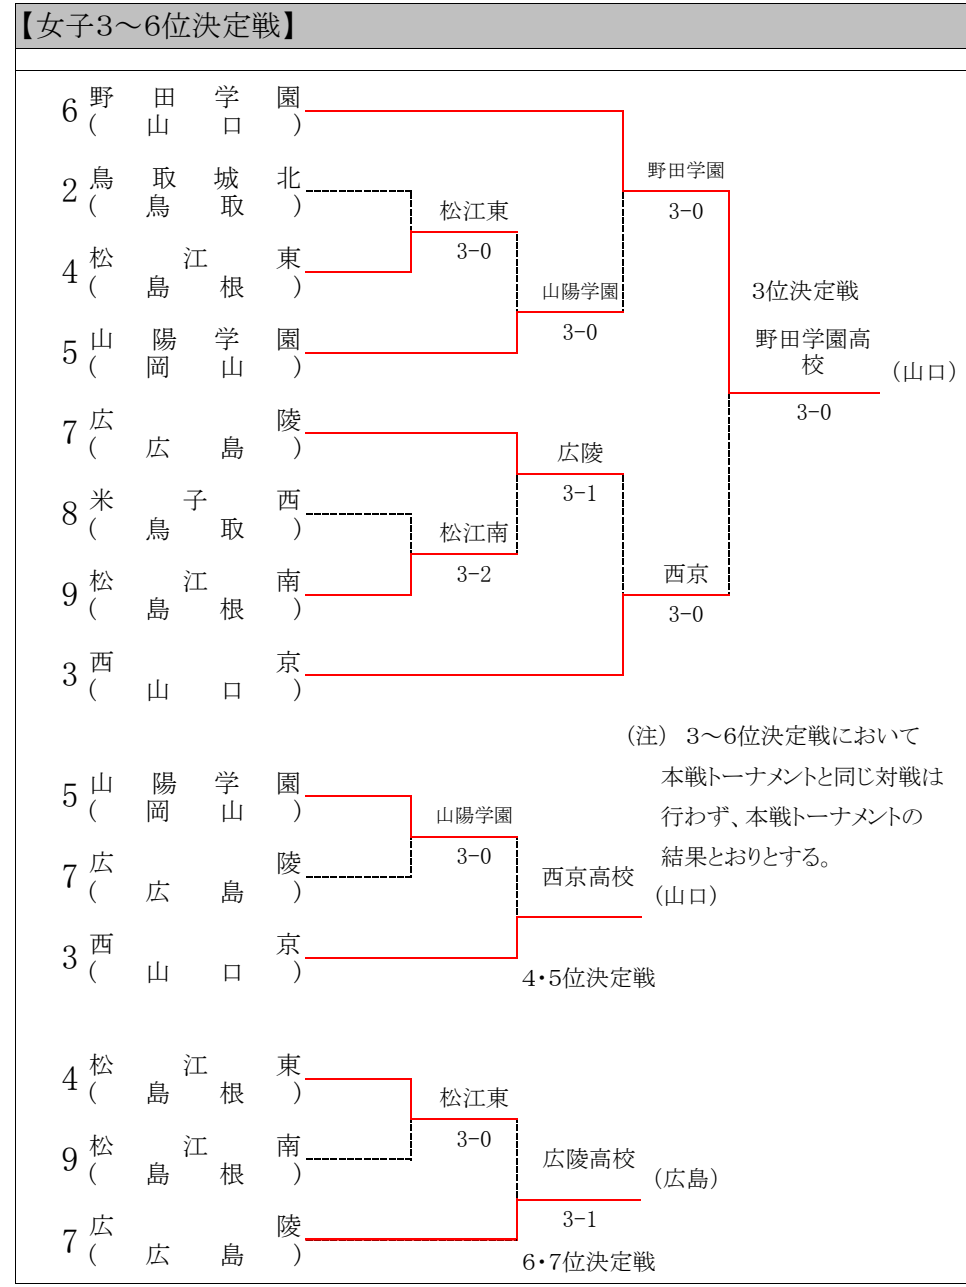 【女子3～6位決定戦】
6 野田学園
(山口)
野田学園
2 鳥取城北
(鳥取)
松江東
3-0
3-0
4 松江東
(島根)
山陽学園
3位決定戦
3-0
5 山陽学園
(岡山)
野田学園高
校
(山口)
3-0
7 広陵
(広島)
広陵
3-1
8 米子西
(鳥取)
松江南
3-2
西京
9 松江南
(島根)
3-0
3 西京
(山口)
(注) 3～6位決定戦において
本戦トーナメントと同じ対戦は
行わず、本戦トーナメントの
結果とおりとする。
5 山陽学園
(岡山)
山陽学園
3-0
7 広陵
(広島)
西京高校
(山口)
3 西京
(山口)
4・5位決定戦
4 松江東
(島根)
松江東
3-0
9 松江南
(島根)
広陵高校
(広島)
3-1
7 広陵
(広島)
6・7位決定戦